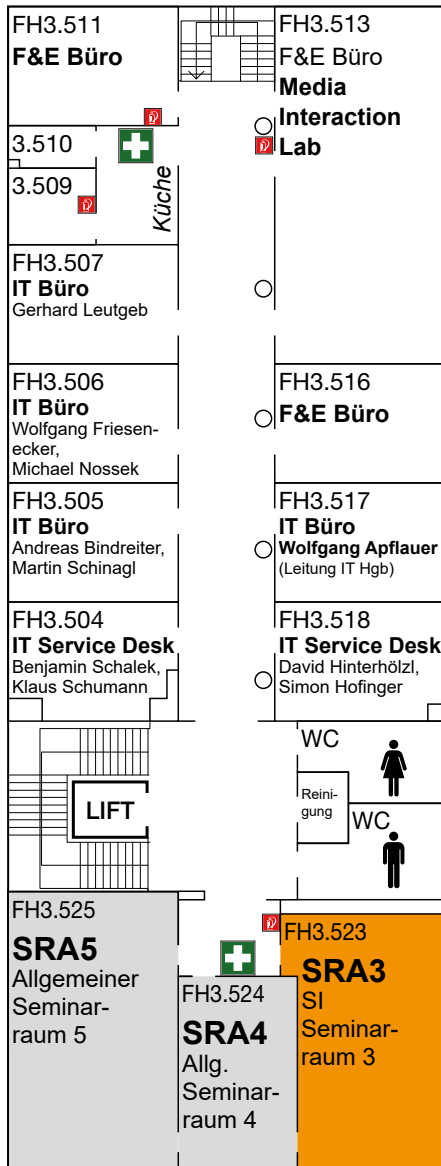 FH3.511
F&E Büro
FH3.513
F&E Büro
Media
Interaction
Lab
3.510
3.509
Küche
FH3.507
IT Büro
Gerhard Leutgeb
FH3.506
IT Büro
Wolfgang Friesen-
ecker,
Michael Nossek
FH3.516
F&E Büro
FH3.505
IT Büro
Andreas Bindreiter,
Martin Schinagl
FH3.517
IT Büro
Wolfgang Apflauer
(Leitung IT Hgb)
FH3.504
IT Service Desk
Benjamin Schalek,
Klaus Schumann
FH3.518
IT Service Desk
David Hinterhölzl,
Simon Hofinger
WC
LIFT
Reini-
gung
WC
FH3.525
SRA5
Allgemeiner
Seminar-
raum 5
FH3.524
SRA4
Allg.
Seminar-
raum 4
FH3.523
SRA3
SI
Seminar-
raum 3